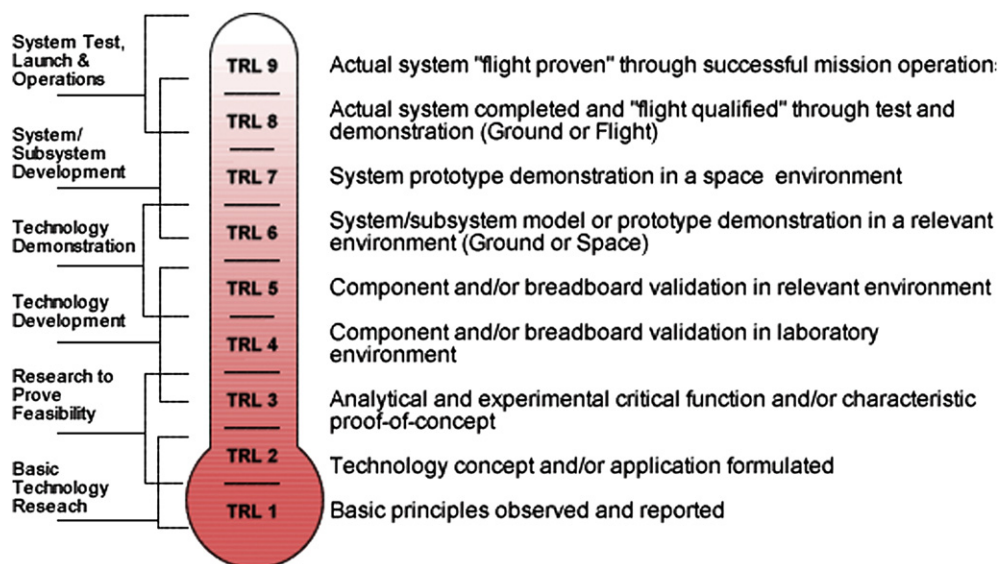 System Test,
Launch &
Operations
System/
Subsystem
Development
Technology
Demonstration
Technology
Development
Research to
Prove
Feasibility
Basic
Technology
Reseach
TRL 9
TRL 8
TRL 7
TRL 6
TRL 5
TRL 4
TRL 3
TRL 2
TRL 1
Actual system "flight proven" through successful mission operations
Actual system completed and "flight qualified" through test and
demonstration (Ground or Flight)
System prototype demonstration in a space environment
System/subsystem model or prototype demonstration in a relevant
environment (Ground or Space)
Component and/or breadboard validation in relevant environment
Component and/or breadboard validation in laboratory
environment
Analytical and experimental critical function and/or characteristic
proof-of-concept
Technology concept and/or application formulated
Basic principles observed and reported